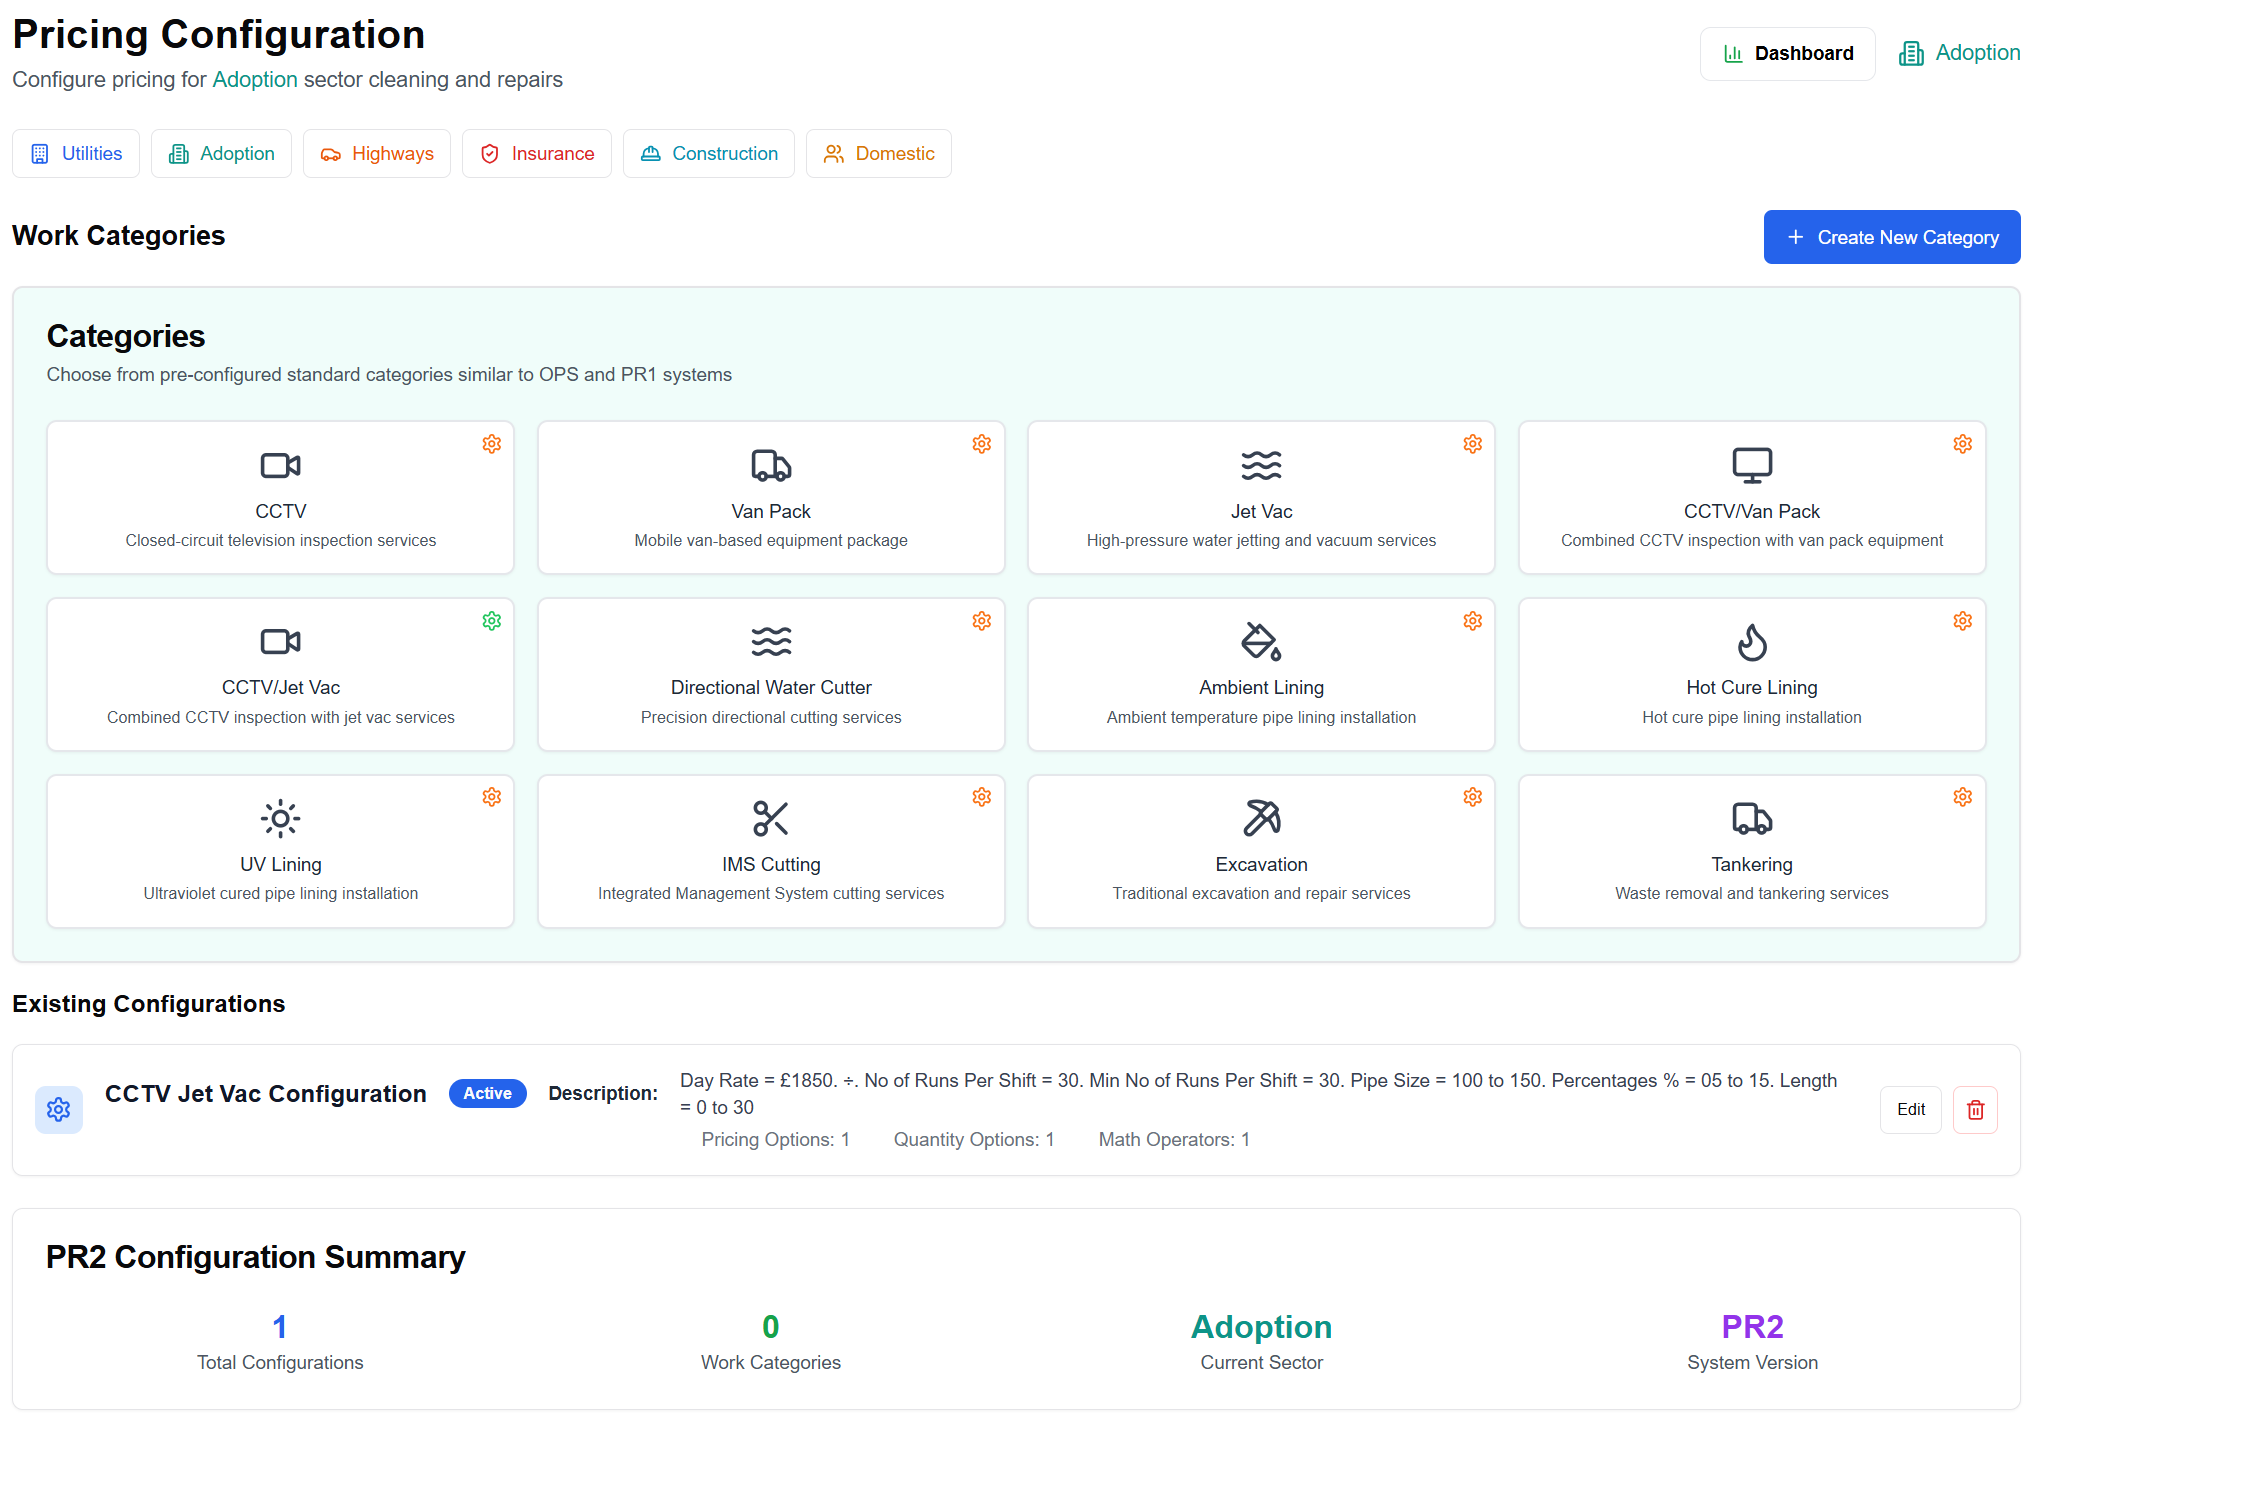 Pricing Configuration
Configure pricing for Adoption sector cleaning and repairs
Dashboard
Adoption
Utilities
Adoption
Highways
Insurance
Construction
Domestic
Work Categories
Create New Category
Categories
Choose from pre-configured standard categories similar to OPS and PR1 systems
CCTV
Closed-circuit television inspection services
Van Pack
Mobile van-based equipment package
Jet Vac
High-pressure water jetting and vacuum services
CCTV/Van Pack
Combined CCTV inspection with van pack equipment
CCTV/Jet Vac
Combined CCTV inspection with jet vac services
Directional Water Cutter
Precision directional cutting services
Ambient Lining
Ambient temperature pipe lining installation
Hot Cure Lining
Hot cure pipe lining installation
UV Lining
Ultraviolet cured pipe lining installation
IMS Cutting
Integrated Management System cutting services
Excavation
Traditional excavation and repair services
Tankering
Waste removal and tankering services
Existing Configurations
CCTV Jet Vac Configuration
Active
Description:
Day Rate = £1850. ÷. No of Runs Per Shift = 30. Min No of Runs Per Shift = 30. Pipe Size = 100 to 150. Percentages % = 05 to 15. Length
= 0 to 30
Pricing Options: 1
Quantity Options: 1
Math Operators: 1
Edit
PR2 Configuration Summary
1
Total Configurations
0
Work Categories
Adoption
Current Sector
PR2
System Version